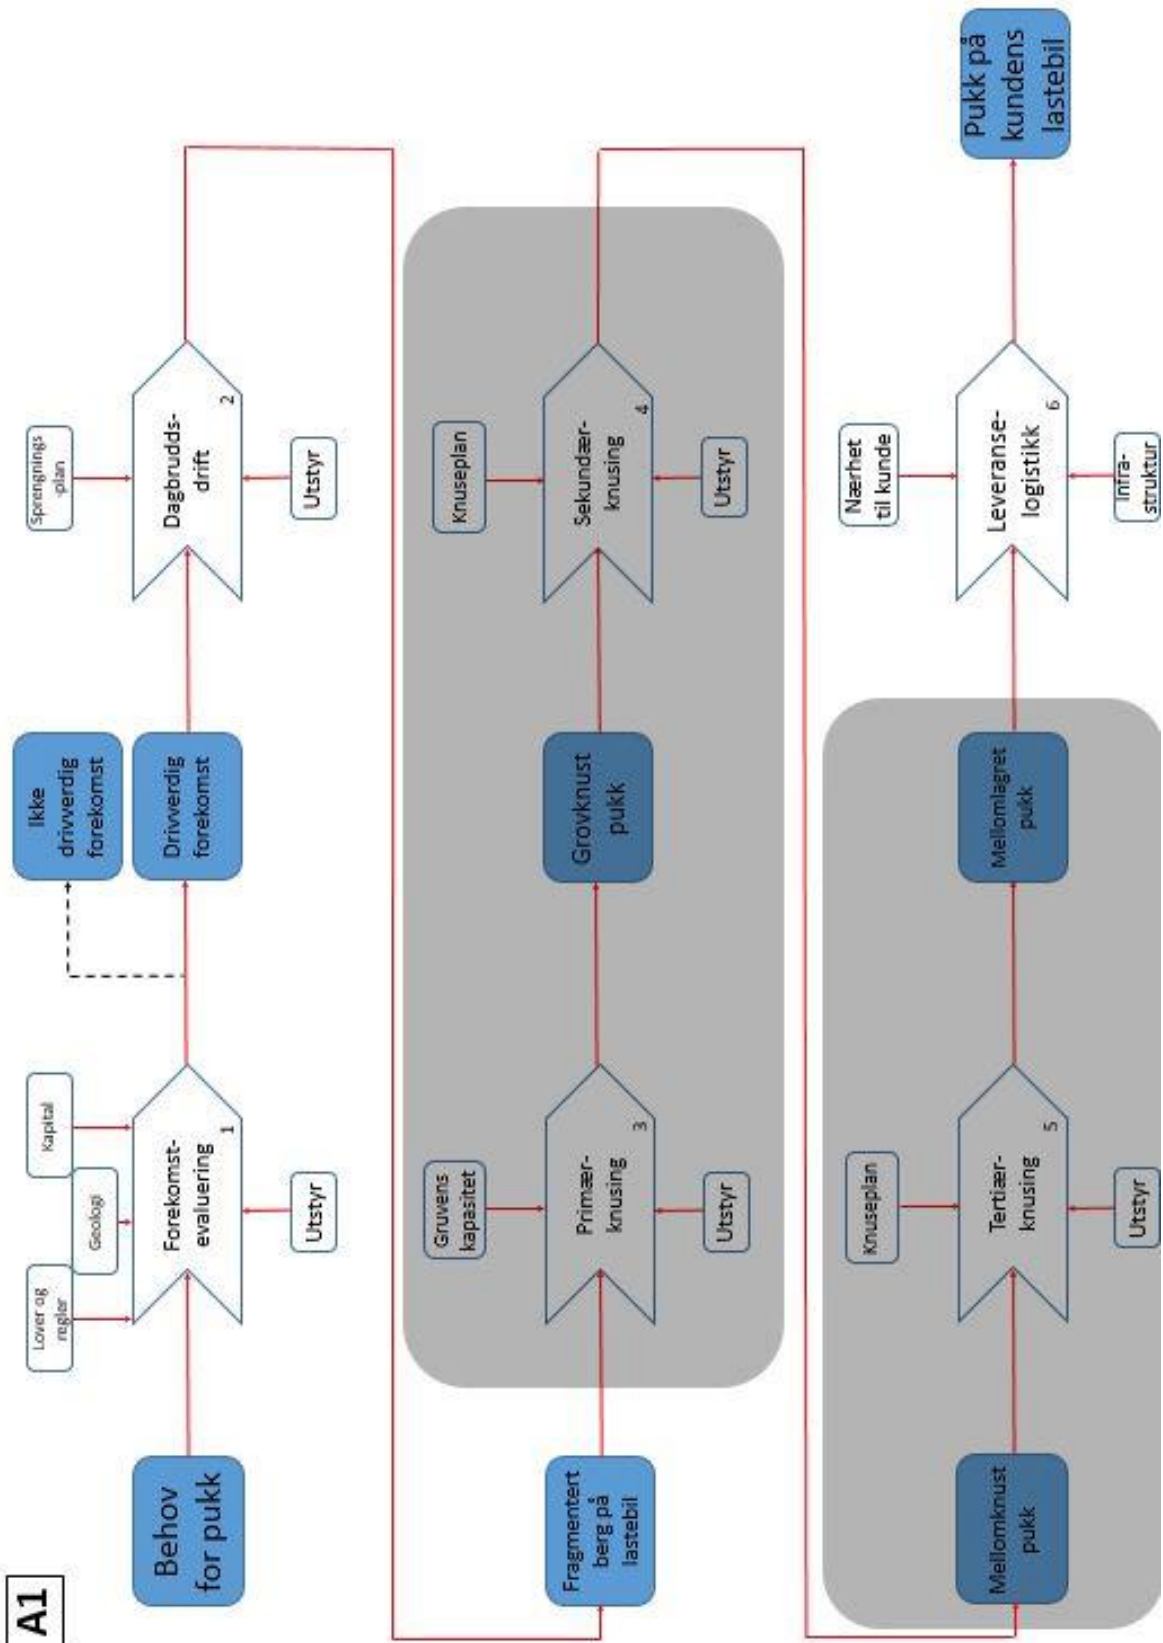 A1
Lover og
regler
Geologi
Kapital
Sprengnings
-plan
Behov
for pukk
Forekomst-
evaluering
1
Utstyr
Ikke
drivverdig
forekomst
Drivverdig
forekomst
Dagbrudds-
drift
2
Utstyr
Gruvens
kapasitet
Knuseplan
Fragmentert
berg på
lastebil
Primær-
knusing
3
Utstyr
Grovknust
pukk
Sekundær-
knusing
4
Utstyr
Knuseplan
Nærhet
til kunde
Mellomknust
pukk
Tertiær-
knusing
5
Utstyr
Mellomlagret
pukk
Leveranse-
logistikk
6
Infra-
struktur
Pukk på
kundens
lastebil